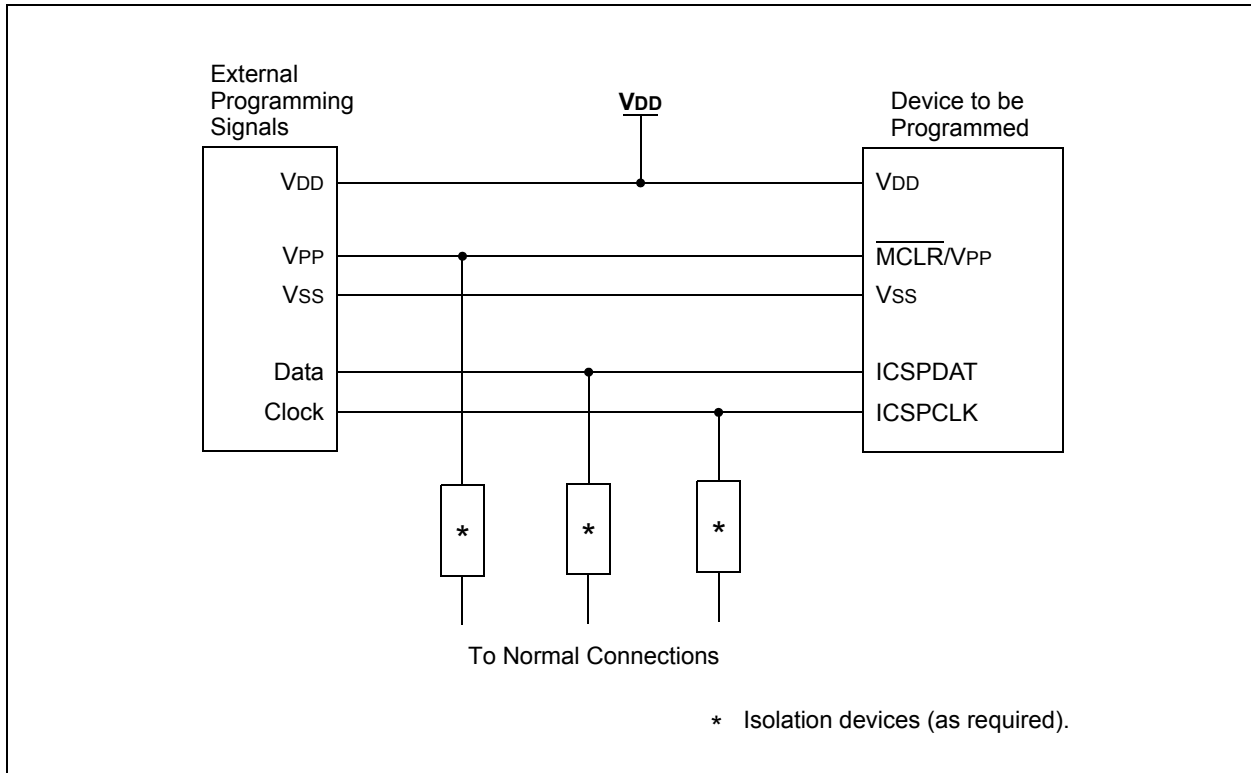 External
Programming
Signals
VDD
Device to be
Programmed
VDD
VDD
VPP
MCLR/VPP
VSS
VSS
Data
ICSPDAT
Clock
ICSPCLK
*
*
*
To Normal Connections
* Isolation devices (as required).